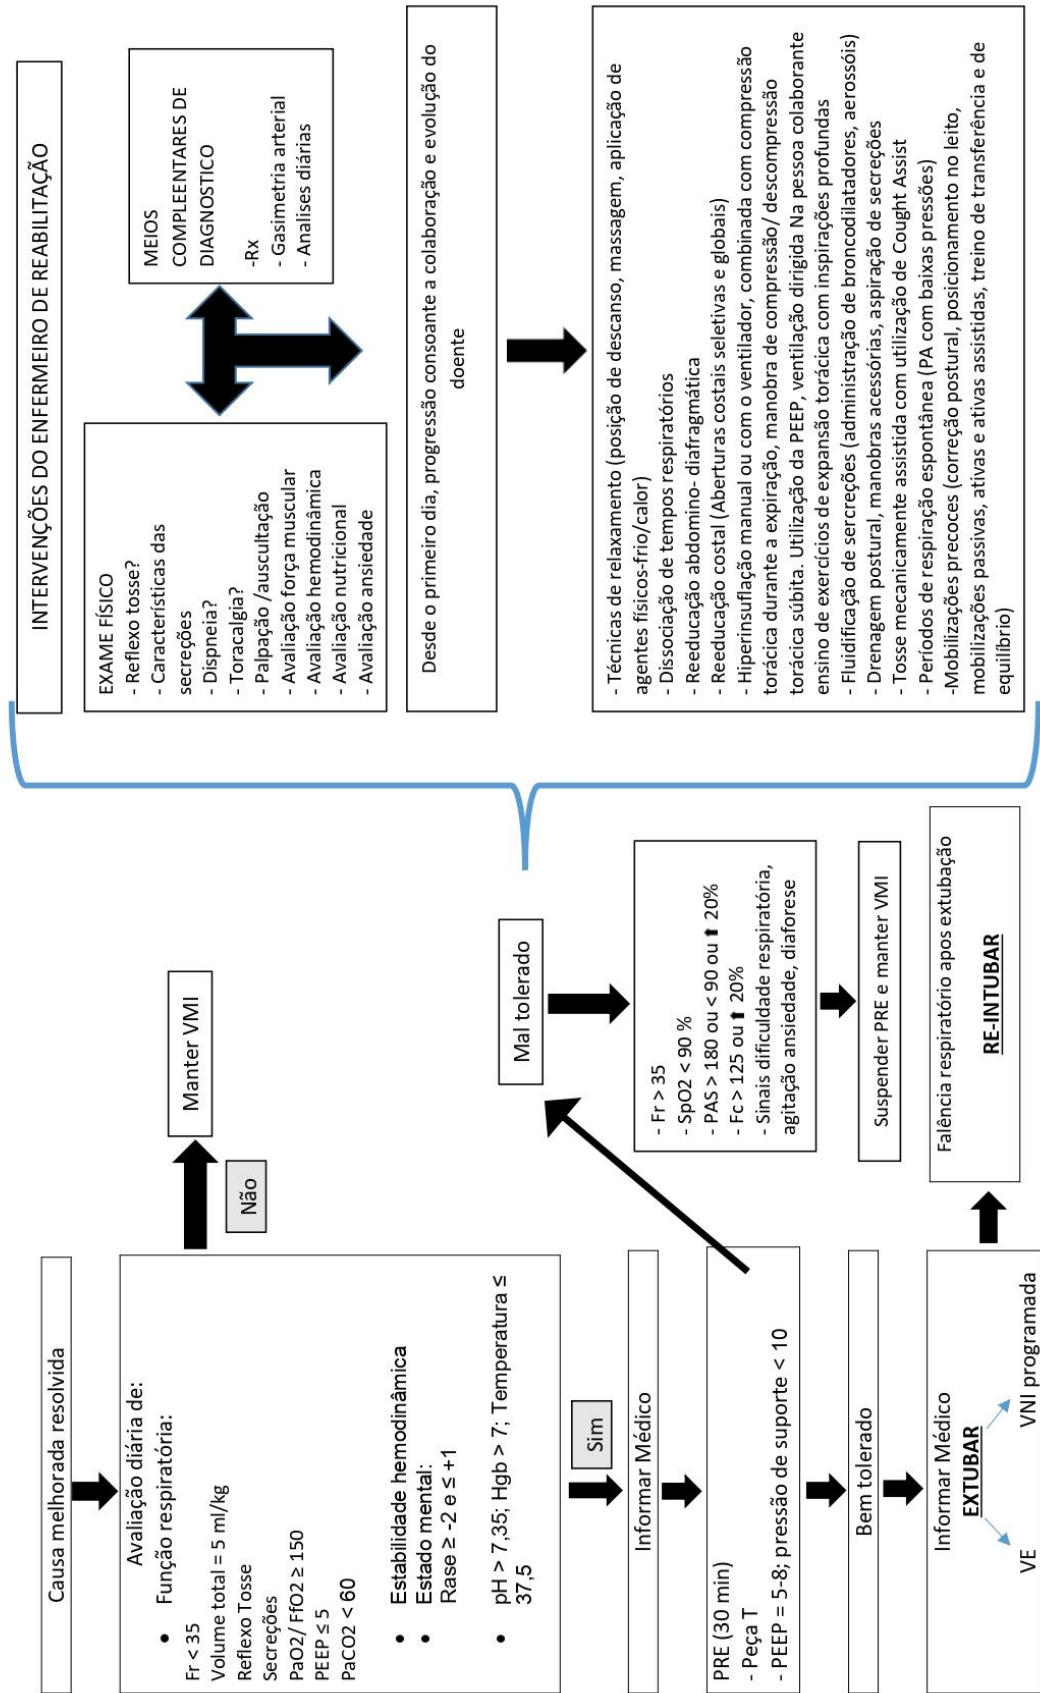 Causa melhorada resolvida
Avaliação diária de:
• Função respiratória:
Fr < 35
Volume total = 5 ml/kg
Reflexo Tosse
Secreções
PaO2/ FfO2 ≥ 150
PEEP ≤ 5
PaCO2 < 60
• Estabilidade hemodinâmica
• Estado mental:
Rase ≥ -2 e ≤ +1
• pH > 7,35; Hgb > 7; Temperatura ≤
37,5
Não
Manter VMI
Sim
Informar Médico
PRE (30 min)
- Peça T
- PEEP = 5-8; pressão de suporte < 10
Mal tolerado
- Fr > 35
- SpO2 < 90 %
- PAS > 180 ou < 90 ou ⬆ 20%
- Fc > 125 ou ⬆ 20%
- Sinais dificuldade respiratória,
agitação ansiedade, diaforese
Suspender PRE e manter VMI
Bem tolerado
Informar Médico
EXTUBAR
VE
VNI programada
Falência respiratório apos extubação
RE-INTUBAR
INTERVENÇÕES DO ENFERMEIRO DE REABILITAÇÃO
EXAME FÍSICO
- Reflexo tosse?
- Características das
secreções
- Dispneia?
- Toracalgia?
- Palpação /auscultação
- Avaliação força muscular
- Avaliação hemodinâmica
- Avaliação nutricional
- Avaliação ansiedade
MEIOS
COMPLEENTARES DE
DIAGNOSTICO
-Rx
- Gasimetria arterial
- Analises diárias
Desde o primeiro dia, progressão consoante a colaboração e evolução do
doente
- Técnicas de relaxamento (posição de descanso, massagem, aplicação de
agentes físicos-frio/calor)
- Dissociação de tempos respiratórios
- Reeducação abdomino- diafragmática
- Reeducação costal (Aberturas costais seletivas e globais)
- Hiperinsuflação manual ou com o ventilador, combinada com compressão
torácica durante a expiração, manobra de compressão/ descompressão
torácica súbita. Utilização da PEEP, ventilação dirigida Na pessoa colaborante
ensino de exercícios de expansão torácica com inspirações profundas
- Fluidificação de sercreções (administração de broncodilatadores, aerossóis)
- Drenagem postural, manobras acessórias, aspiração de secreções
- Tosse mecanicamente assistida com utilização de Cought Assist
- Períodos de respiração espontânea (PA com baixas pressões)
-Mobilizações precoces (correção postural, posicionamento no leito,
mobilizações passivas, ativas e ativas assistidas, treino de transferência e de
equilíbrio)